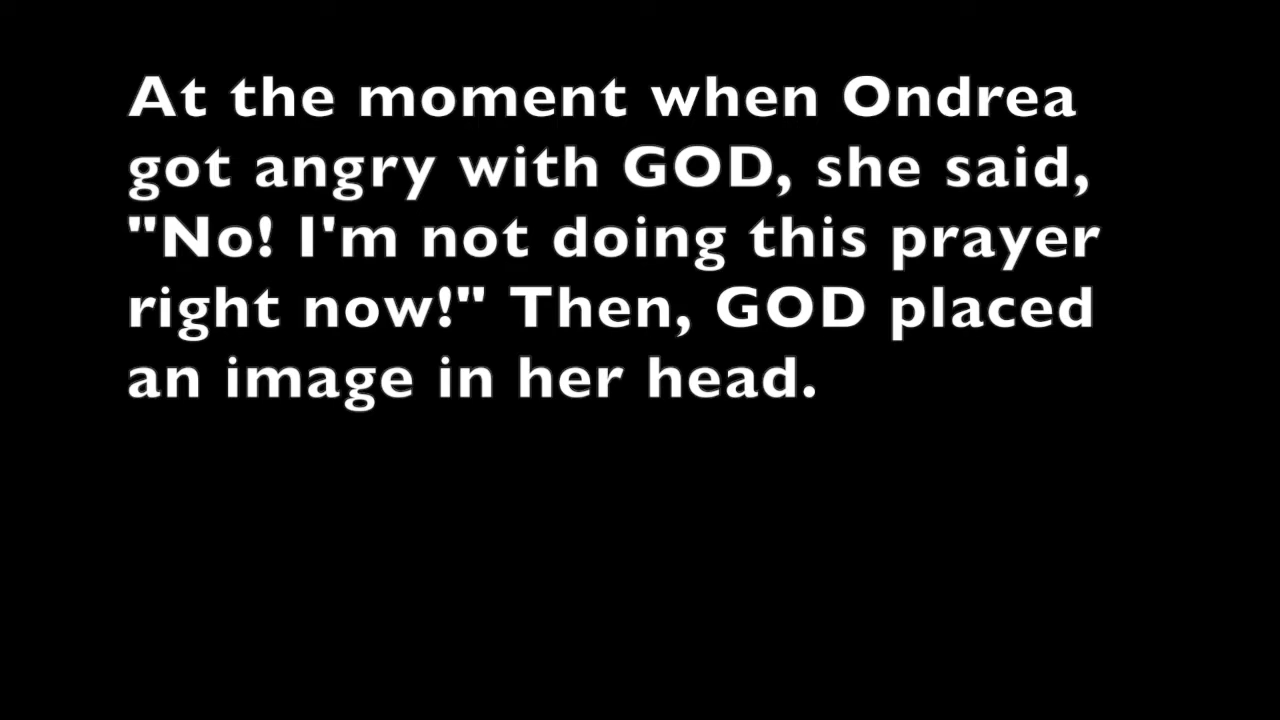 At the moment when Ondrea
got angry with GOD, she said,
"No! I'm not doing this prayer
right now!" Then, GOD placed
an image in her head.